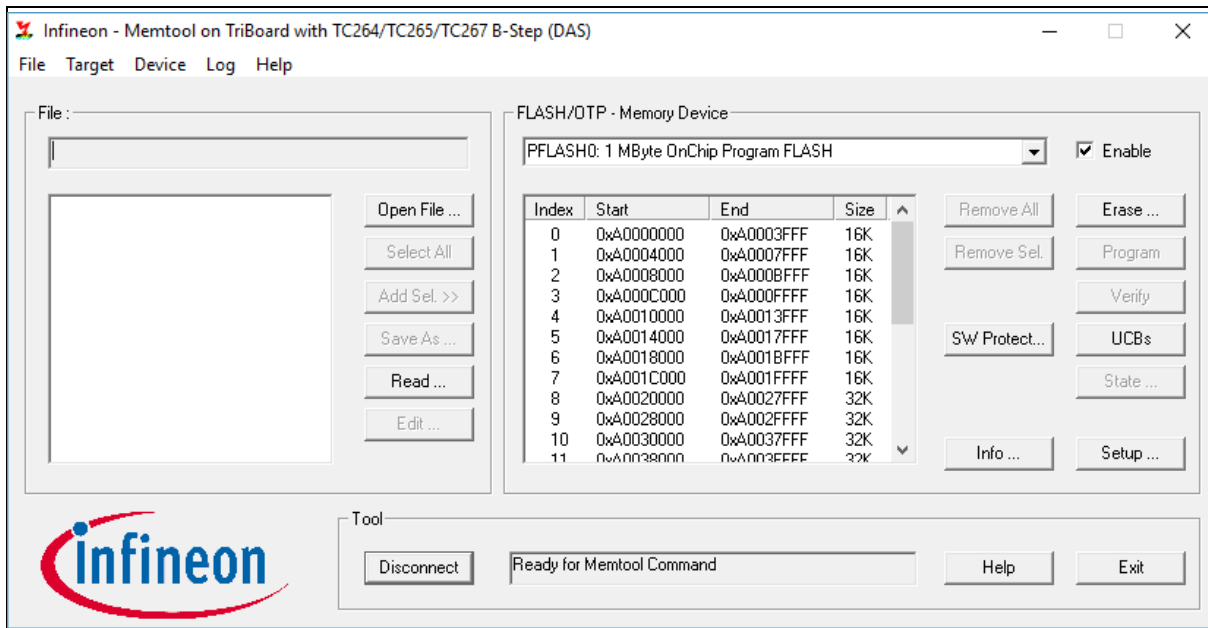 Infineon - Memtool on TriBoard with TC264/TC265/TC267 B-Step (DAS)
File Target Device Log Help
File :
Open File ...
Select All
Add Sel. >>
Save As ...
Read ...
Edit ...
FLASH/OTP - Memory Device
PFLASH0: 1 MByte OnChip Program FLASH
Enable
Index Start End Size
0 0xA0000000 0xA0003FFF 16K
1 0xA0004000 0xA0007FFF 16K
2 0xA0008000 0xA000BFFF 16K
3 0xA000C000 0xA000FFFF 16K
4 0xA0010000 0xA0013FFF 16K
5 0xA0014000 0xA0017FFF 16K
6 0xA0018000 0xA001BFFF 16K
7 0xA001C000 0xA001FFFF 16K
8 0xA0020000 0xA0027FFF 32K
9 0xA0028000 0xA002FFFF 32K
10 0xA0030000 0xA0037FFF 32K
11 0xA0038000 0xA003FFFF 32K
Remove All
Remove Sel.
SW Protect...
Info ...
Erase ...
Program
Verify
UCBs
State ...
Setup ...
infineon
Tool
Disconnect
Ready for Memtool Command
Help
Exit